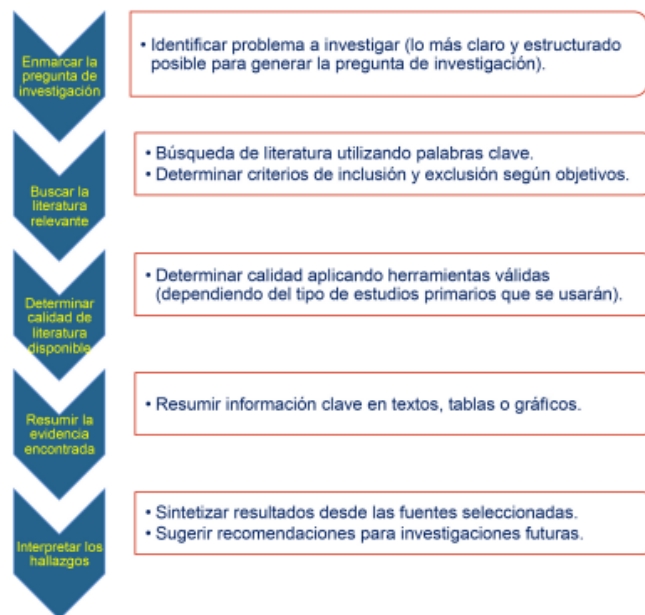 Enmarcar la
pregunta de
investigación
• Identificar problema a investigar (lo más claro y estructurado
posible para generar la pregunta de investigación).
Buscar la
literatura
relevante
• Búsqueda de literatura utilizando palabras clave.
• Determinar criterios de inclusión y exclusión según objetivos.
Determinar
calidad de
literatura
disponible
• Determinar calidad aplicando herramientas válidas
(dependiendo del tipo de estudios primarios que se usarán).
Resumir la
evidencia
encontrada
• Resumir información clave en textos, tablas o gráficos.
Interpretar los
hallazgos
• Sintetizar resultados desde las fuentes seleccionadas.
• Sugerir recomendaciones para investigaciones futuras.